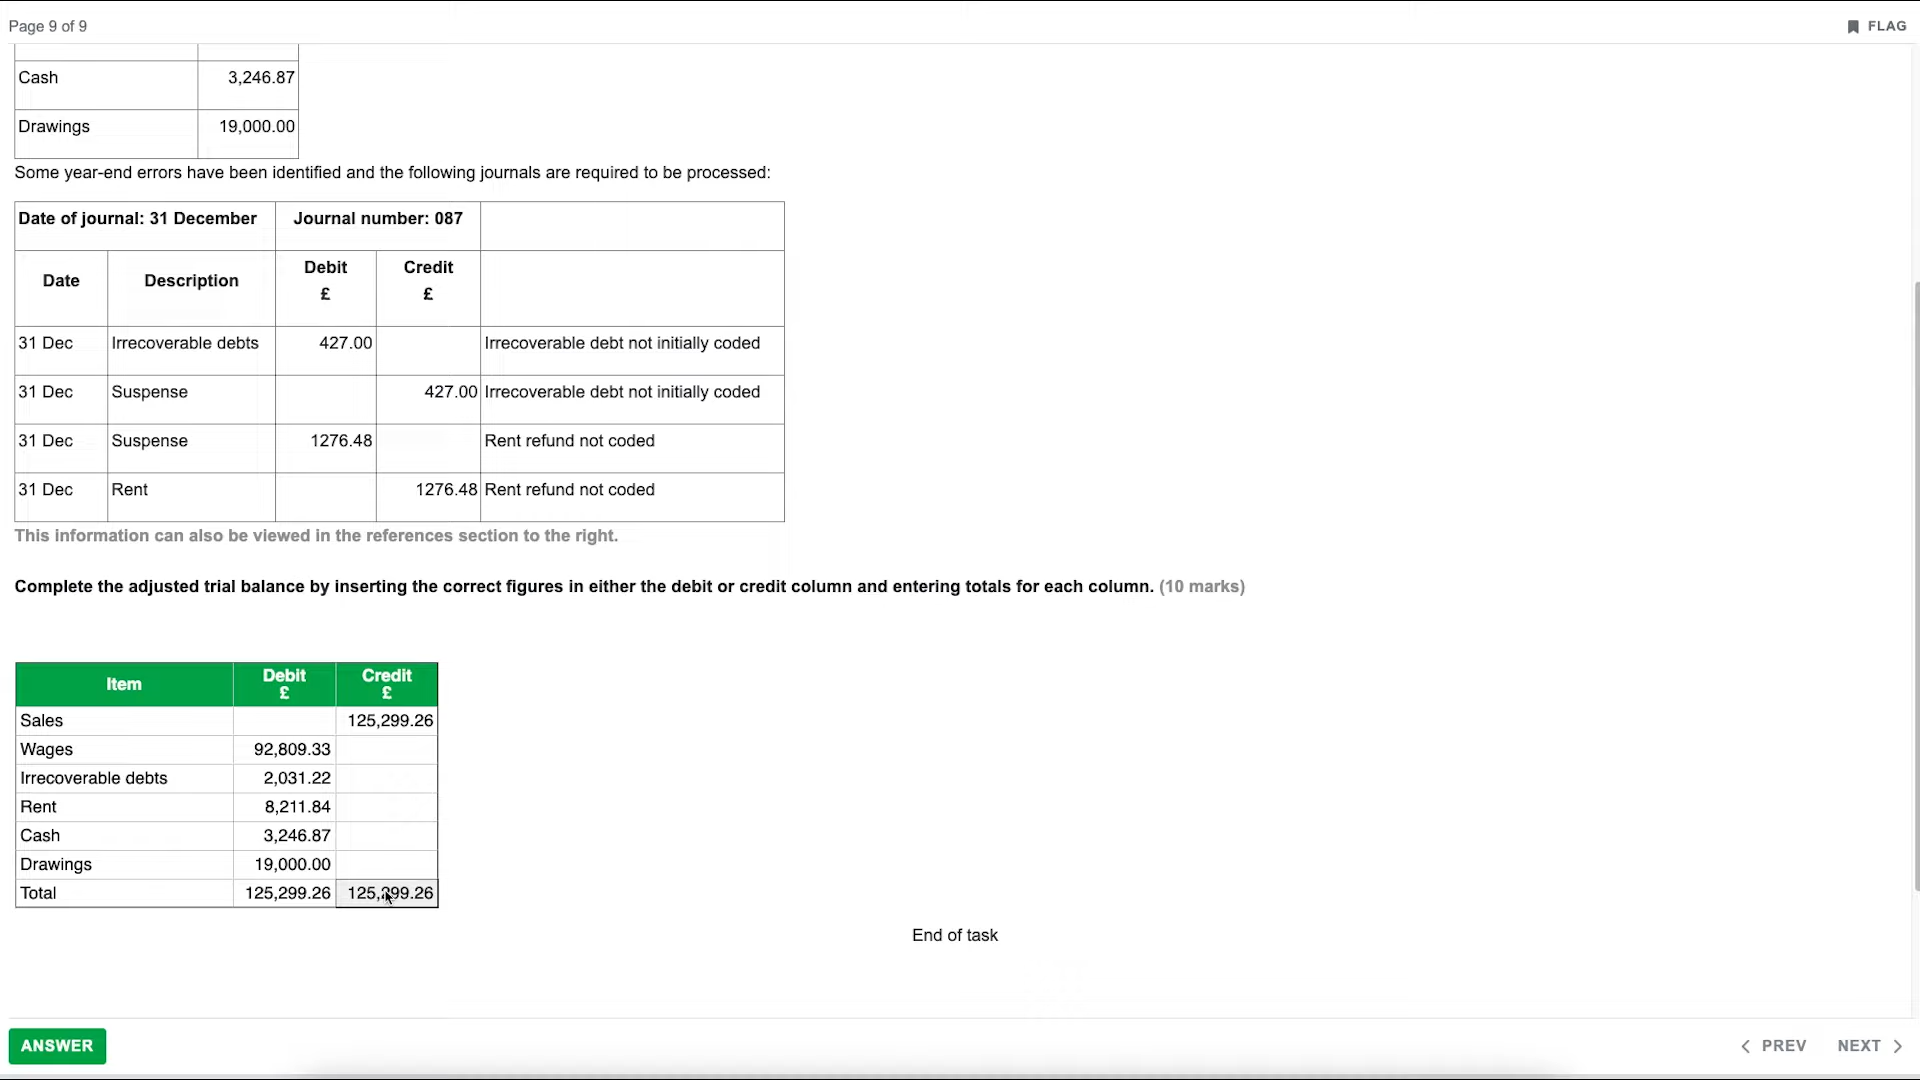 Page 9 of 9
FLAG
Cash 3,246.87
Drawings 19,000.00
Some year-end errors have been identified and the following journals are required to be processed:
Date of journal: 31 December Journal number: 087
Date Description Debit £ Credit £
31 Dec Irrecoverable debts 427.00 Irrecoverable debt not initially coded
31 Dec Suspense 427.00 Irrecoverable debt not initially coded
31 Dec Suspense 1276.48 Rent refund not coded
31 Dec Rent 1276.48 Rent refund not coded
This information can also be viewed in the references section to the right.
Complete the adjusted trial balance by inserting the correct figures in either the debit or credit column and entering totals for each column. (10 marks)
Item Debit £ Credit £
Sales 125,299.26
Wages 92,809.33
Irrecoverable debts 2,031.22
Rent 8,211.84
Cash 3,246.87
Drawings 19,000.00
Total 125,299.26 125,299.26
End of task
ANSWER
PREV NEXT